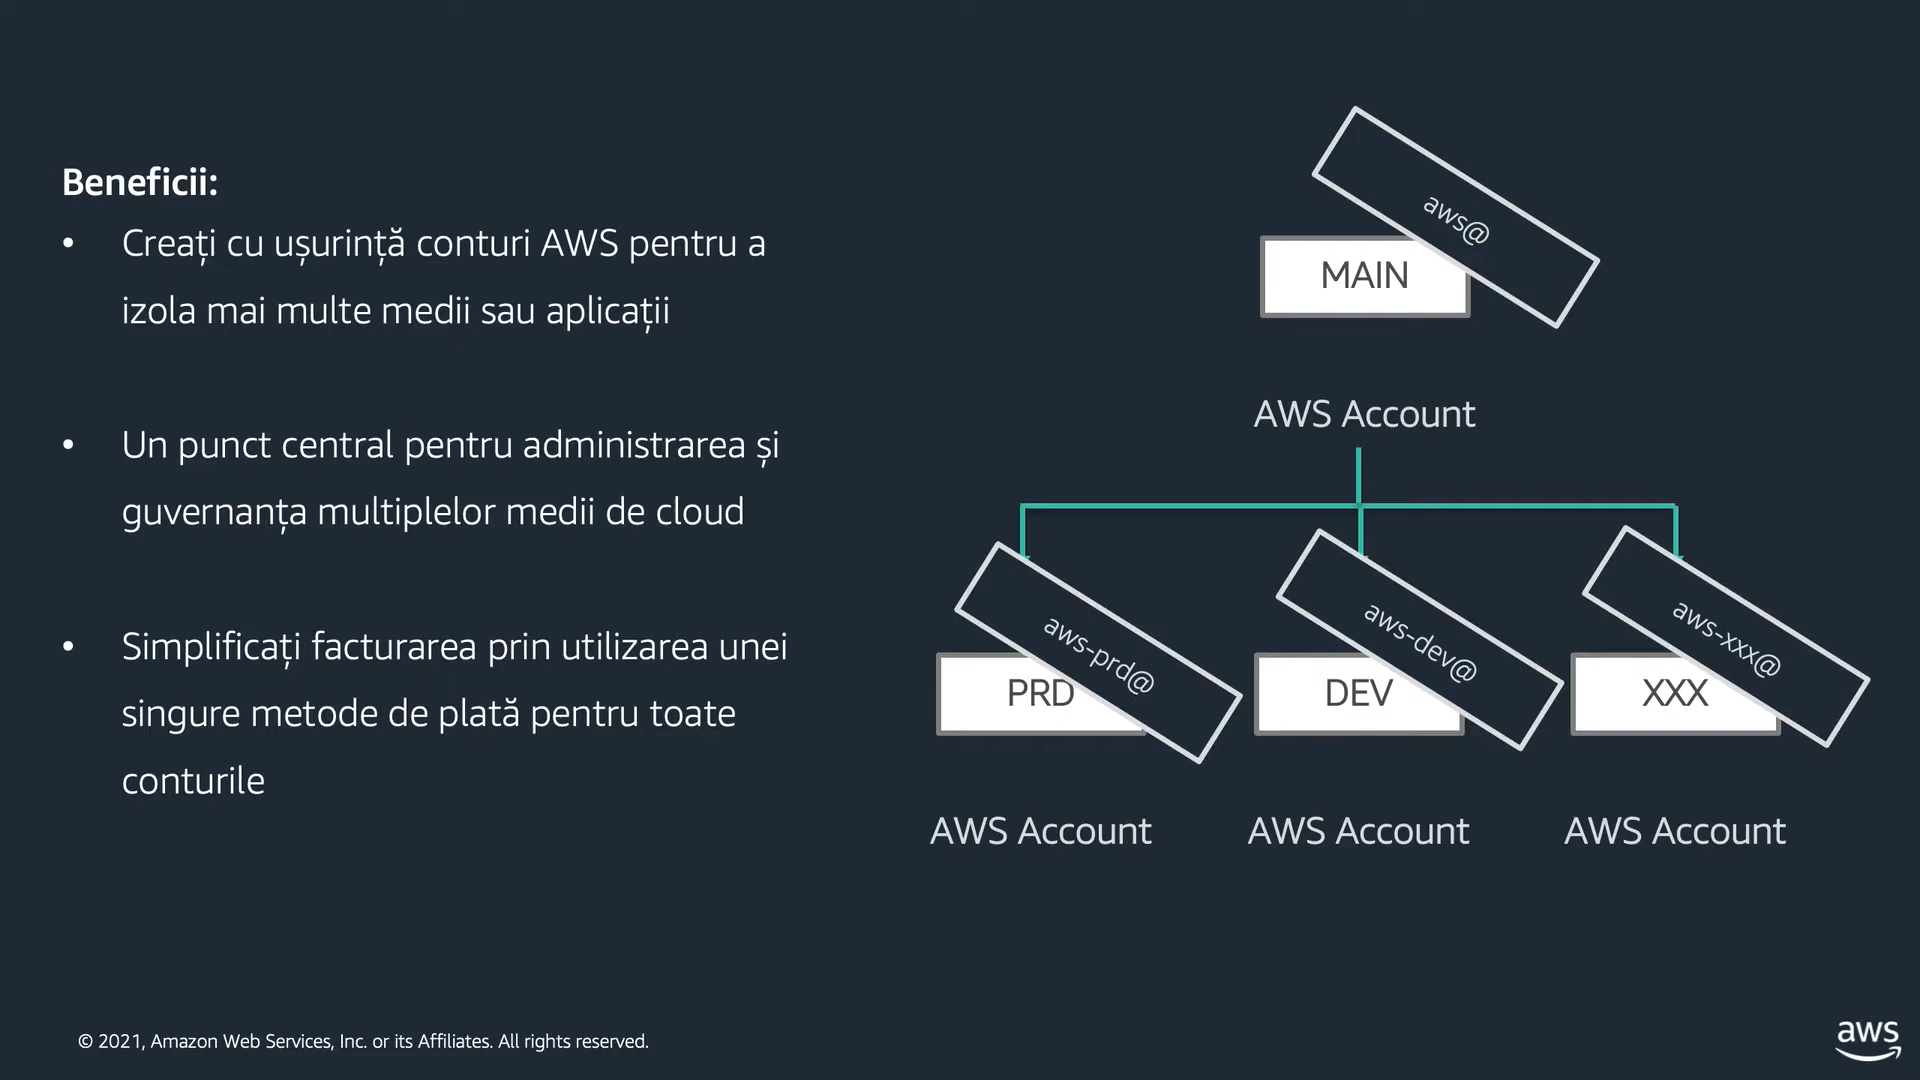 Beneficii:
• Creați cu ușurință conturi AWS pentru a
izola mai multe medii sau aplicații
• Un punct central pentru administrarea și
guvernanța multiplelor medii de cloud
• Simplificați facturarea prin utilizarea unei
singure metode de plată pentru toate
conturile
aws@
MAIN
AWS Account
aws-prd@
aws-dev@
aws-xxx@
PRD
DEV
XXX
AWS Account
AWS Account
AWS Account
© 2021, Amazon Web Services, Inc. or its Affiliates. All rights reserved.
aws